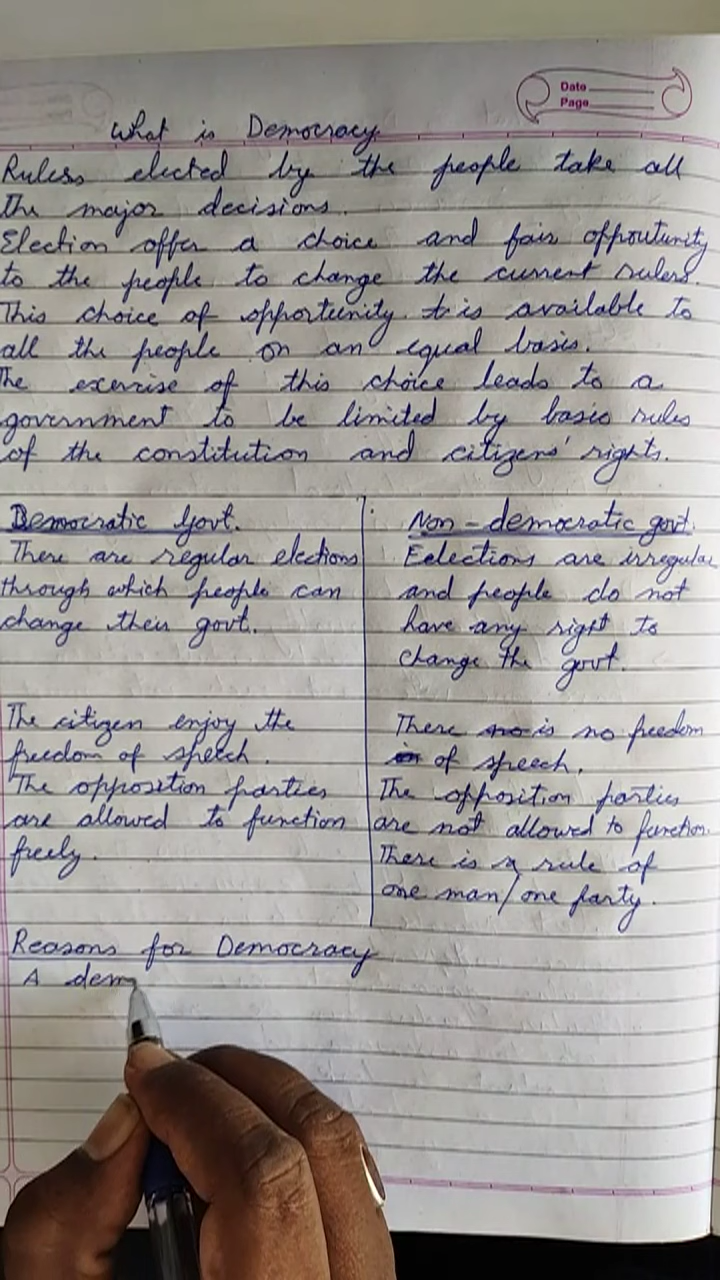 Date
Page
What is Democracy
Rulers elected by the people take all
the major decisions.
Election offer a choice and fair opportunity
to the people to change the current rulers.
This choice of opportunity is available to
all the people on an equal basis.
The exercise of this choice leads to a
government to be limited by basic rules
of the constitution and citizens' rights.
Democratic Govt.
There are regular elections
through which people can
change their govt.
The citizen enjoy the
freedom of speech.
The opposition parties
are allowed to function
freely.
Non-democratic govt.
Eelections are irregular
and people do not
have any right to
change the govt.
There is no freedom
of speech.
The opposition parties
are not allowed to function.
There is rule of
one man/one party.
Reasons for Democracy
A dem